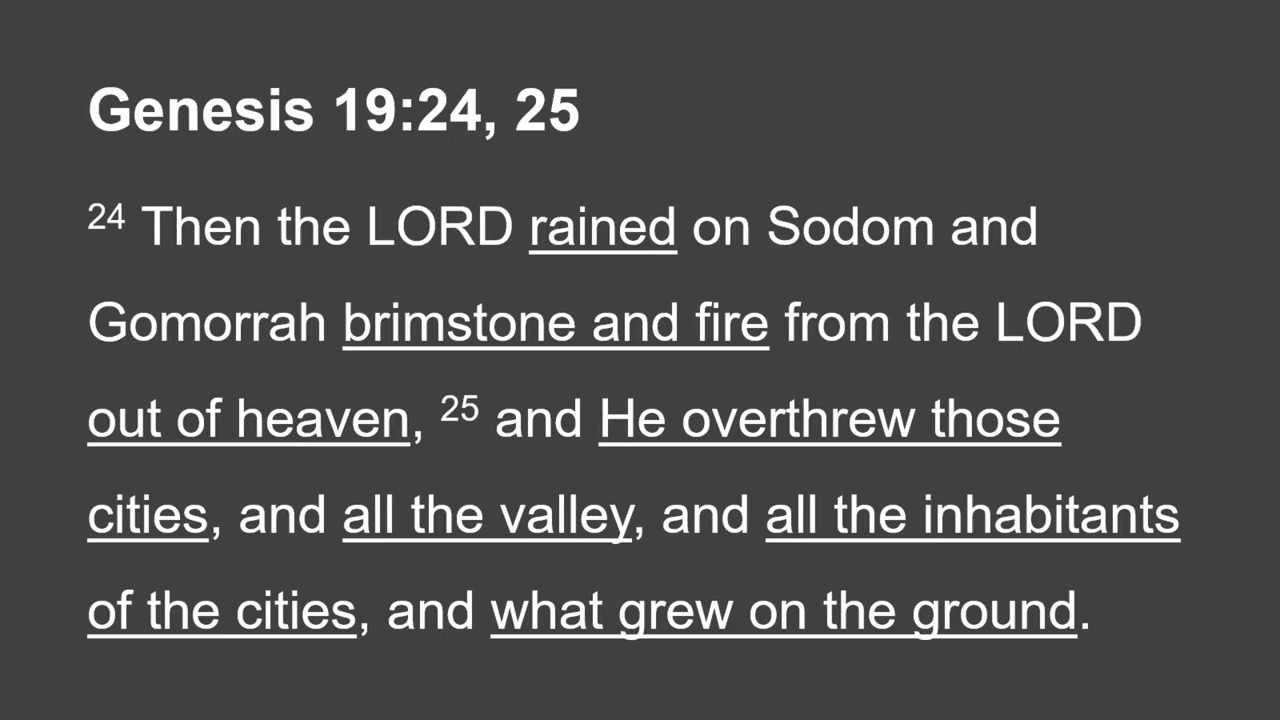 Genesis 19:24, 25
24 Then the LORD rained on Sodom and
Gomorrah brimstone and fire from the LORD
out of heaven, 25 and He overthrew those
cities, and all the valley, and all the inhabitants
of the cities, and what grew on the ground.